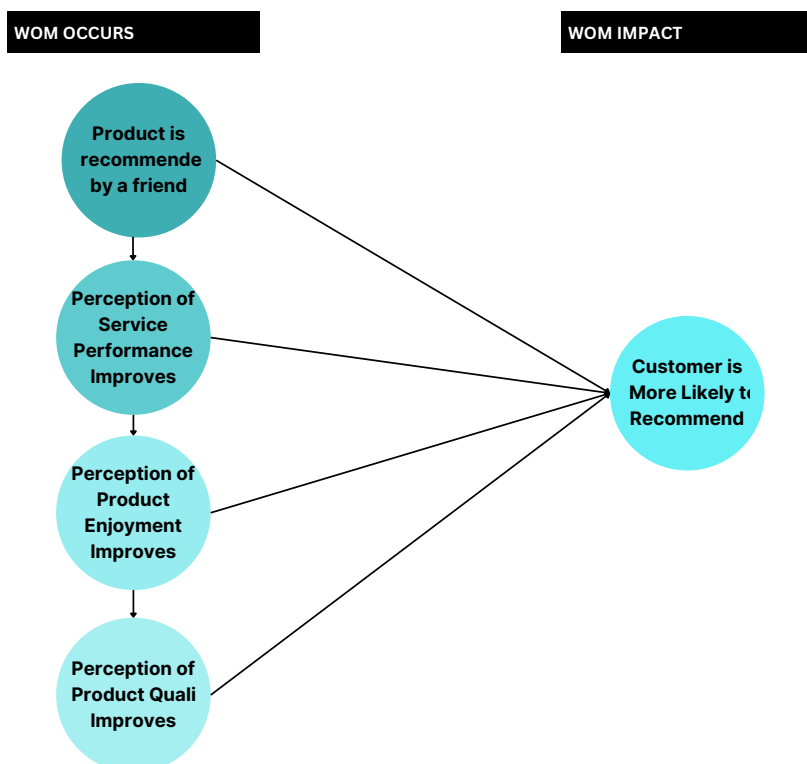 WOM OCCURS
WOM IMPACT
Product is
recommende
by a friend
Perception of
Service
Performance
Improves
Customer is
More Likely to
Recommend
Perception of
Product
Enjoyment
Improves
Perception of
Product Quali
Improves